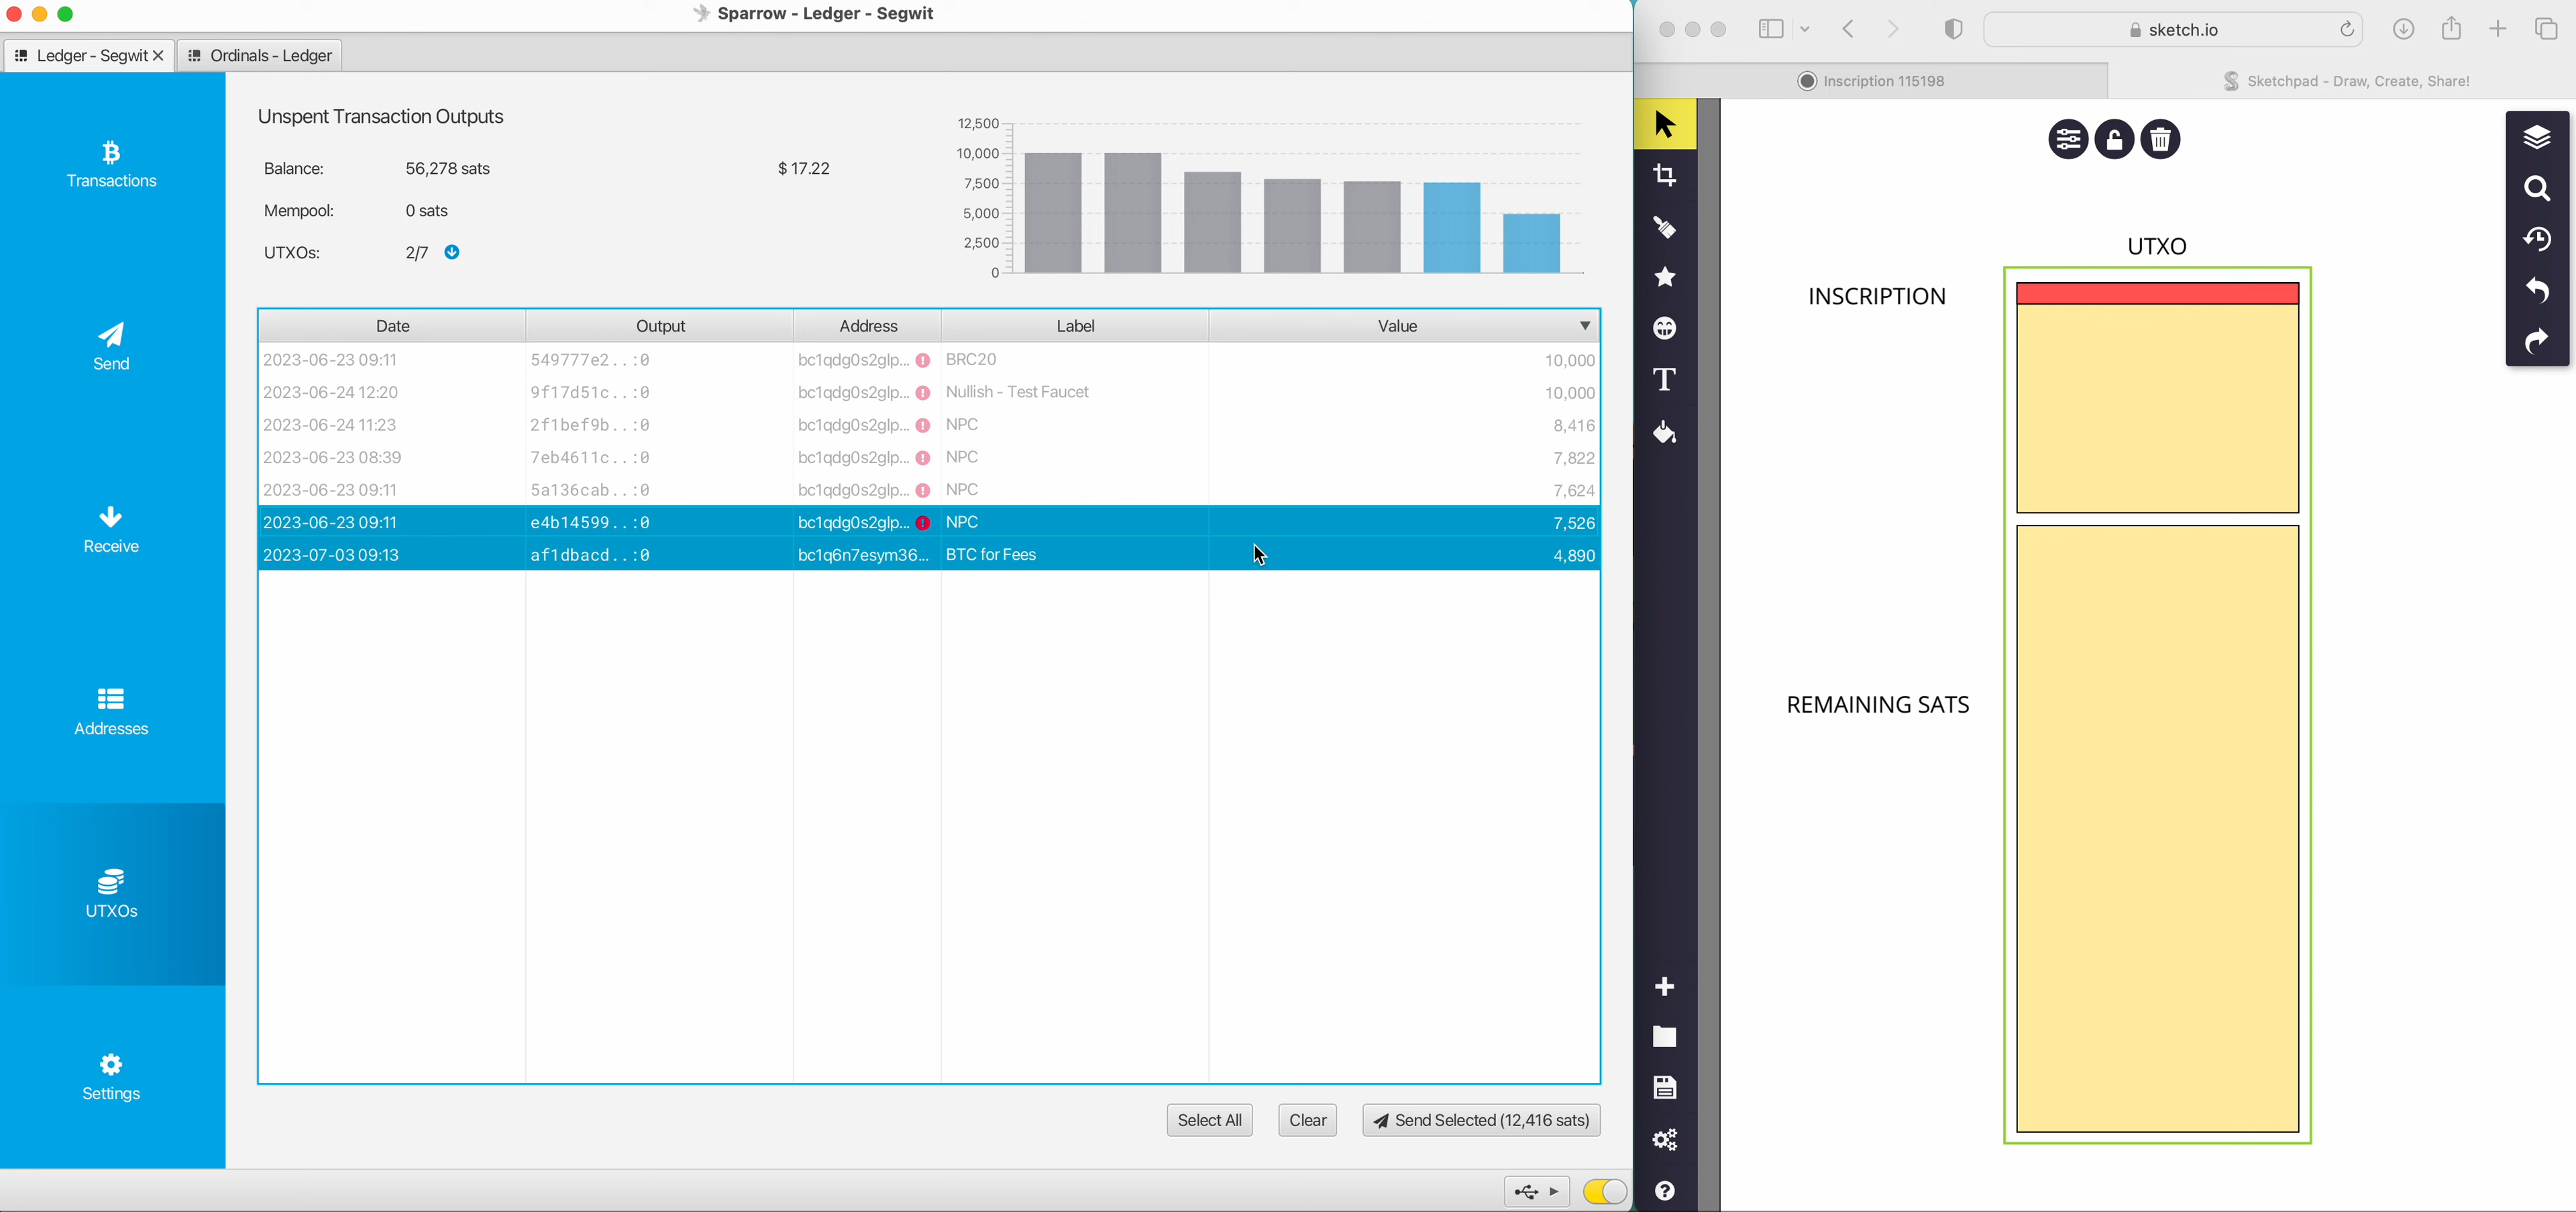 Sparrow - Ledger - Segwit
Ledger - Segwit
Ordinals - Ledger
Transactions
Send
Receive
Addresses
UTXOs
Settings
Unspent Transaction Outputs
Balance: 56,278 sats $ 17.22
Mempool: 0 sats
UTXOs: 2/7
12,500
10,000
7,500
5,000
2,500
0
Date Output Address Label Value
2023-06-23 09:11 549777e2..:0 bc1qdg0s2glp... BRC20 10,000
2023-06-24 12:20 9f17d51c..:0 bc1qdg0s2glp... Nullish - Test Faucet 10,000
2023-06-24 11:23 2f1bef9b..:0 bc1qdg0s2glp... NPC 8,416
2023-06-23 08:39 7eb4611c..:0 bc1qdg0s2glp... NPC 7,822
2023-06-23 09:11 5a136cab..:0 bc1qdg0s2glp... NPC 7,624
2023-06-23 09:11 e4b14599..:0 bc1qdg0s2glp... NPC 7,526
2023-07-03 09:13 af1dbacd..:0 bc1q6n7esym36... BTC for Fees 4,890
Select All
Clear
Send Selected (12,416 sats)
sketch.io
Inscription 115198
Sketchpad - Draw, Create, Share!
UTXO
INSCRIPTION
REMAINING SATS